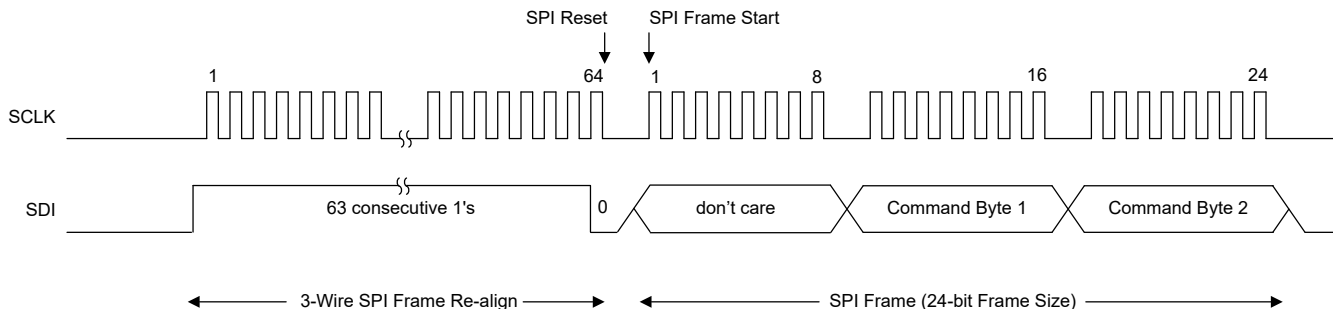 SPI Reset SPI Frame Start
1 64 1 8 16 24
SCLK
SDI 63 consecutive 1's 0 don't care Command Byte 1 Command Byte 2
3-Wire SPI Frame Re-align SPI Frame (24-bit Frame Size)